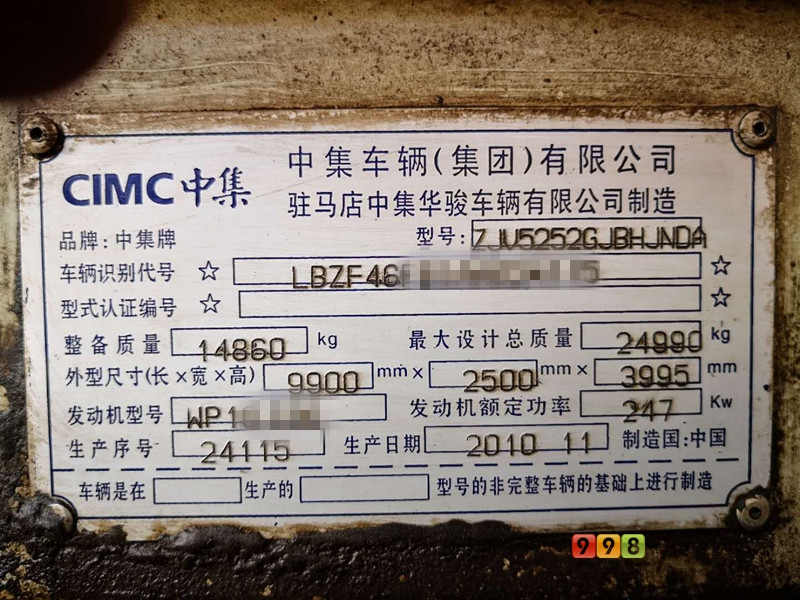 中集车辆(集团)有限公司
CIMC中集
驻马店中集华骏车辆有限公司制造
品牌: 中集牌 型号: ZJV5252GJBHJNDA
车辆识别代号 ☆ LBZF46 5 ☆
型式认证编号 ☆ ☆
整备质量 14860 kg 最大设计总质量 24990 kg
外型尺寸(长×宽×高) 9900 mm× 2500 mm× 3995 mm
发动机型号 WP1 发动机额定功率 247 Kw
生产序号 24115 生产日期 2010 11 制造国:中国
车辆是在 生产的 型号的非完整车辆的基础上进行制造
998